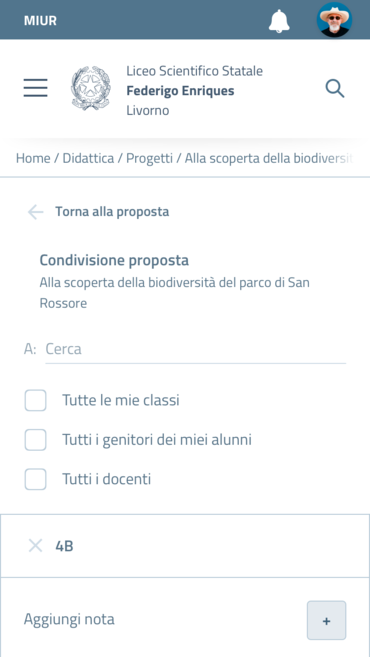 MIUR
Liceo Scientifico Statale
Federigo Enriques
Livorno
Home / Didattica / Progetti / Alla scoperta della biodiversi
Torna alla proposta
Condivisione proposta
Alla scoperta della biodiversità del parco di San
Rossore
A: Cerca
Tutte le mie classi
Tutti i genitori dei miei alunni
Tutti i docenti
4B
Aggiungi nota
+